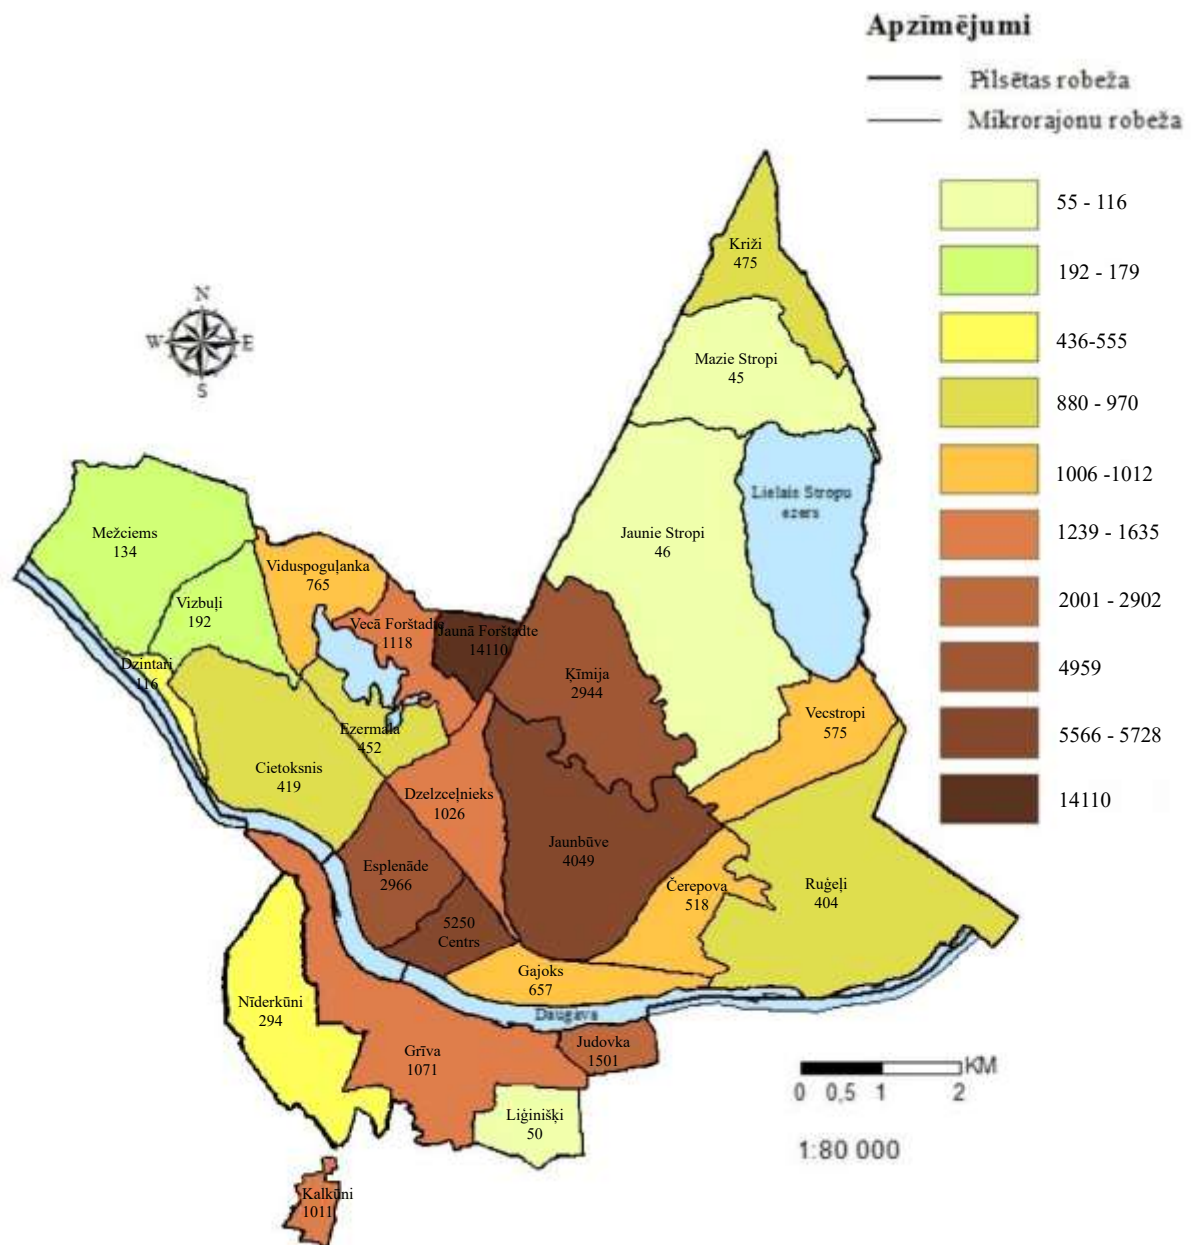 Apzīmējumi
Pilsētas robeža
Mikrorajonu robeža
55 - 116
192 - 179
436-555
880 - 970
1006 -1012
1239 - 1635
2001 - 2902
4959
5566 - 5728
14110
N
W E
S
Križi
475
Mazie Stropi
45
Lielais Stropu
ezers
Jaunie Stropi
46
Mežciems
134
Vizbuļi
192
Viduspoguļanka
765
Vecā Forštadte
1118
Jaunā Forštadte
14110
Ķīmija
2944
Dzintari
116
Ezermala
452
Cietoksnis
419
Vecstropi
575
Dzelzceļnieks
1026
Jaunbūve
4049
Esplenāde
2966
Čerepova
518
Ruģeļi
404
5250
Centrs
Gajoks
657
Daugava
Nīderkūni
294
Grīva
1071
Judovka
1501
Liģinišķi
50
Kalkūni
1011
KM
0 0,5 1 2
1:80 000